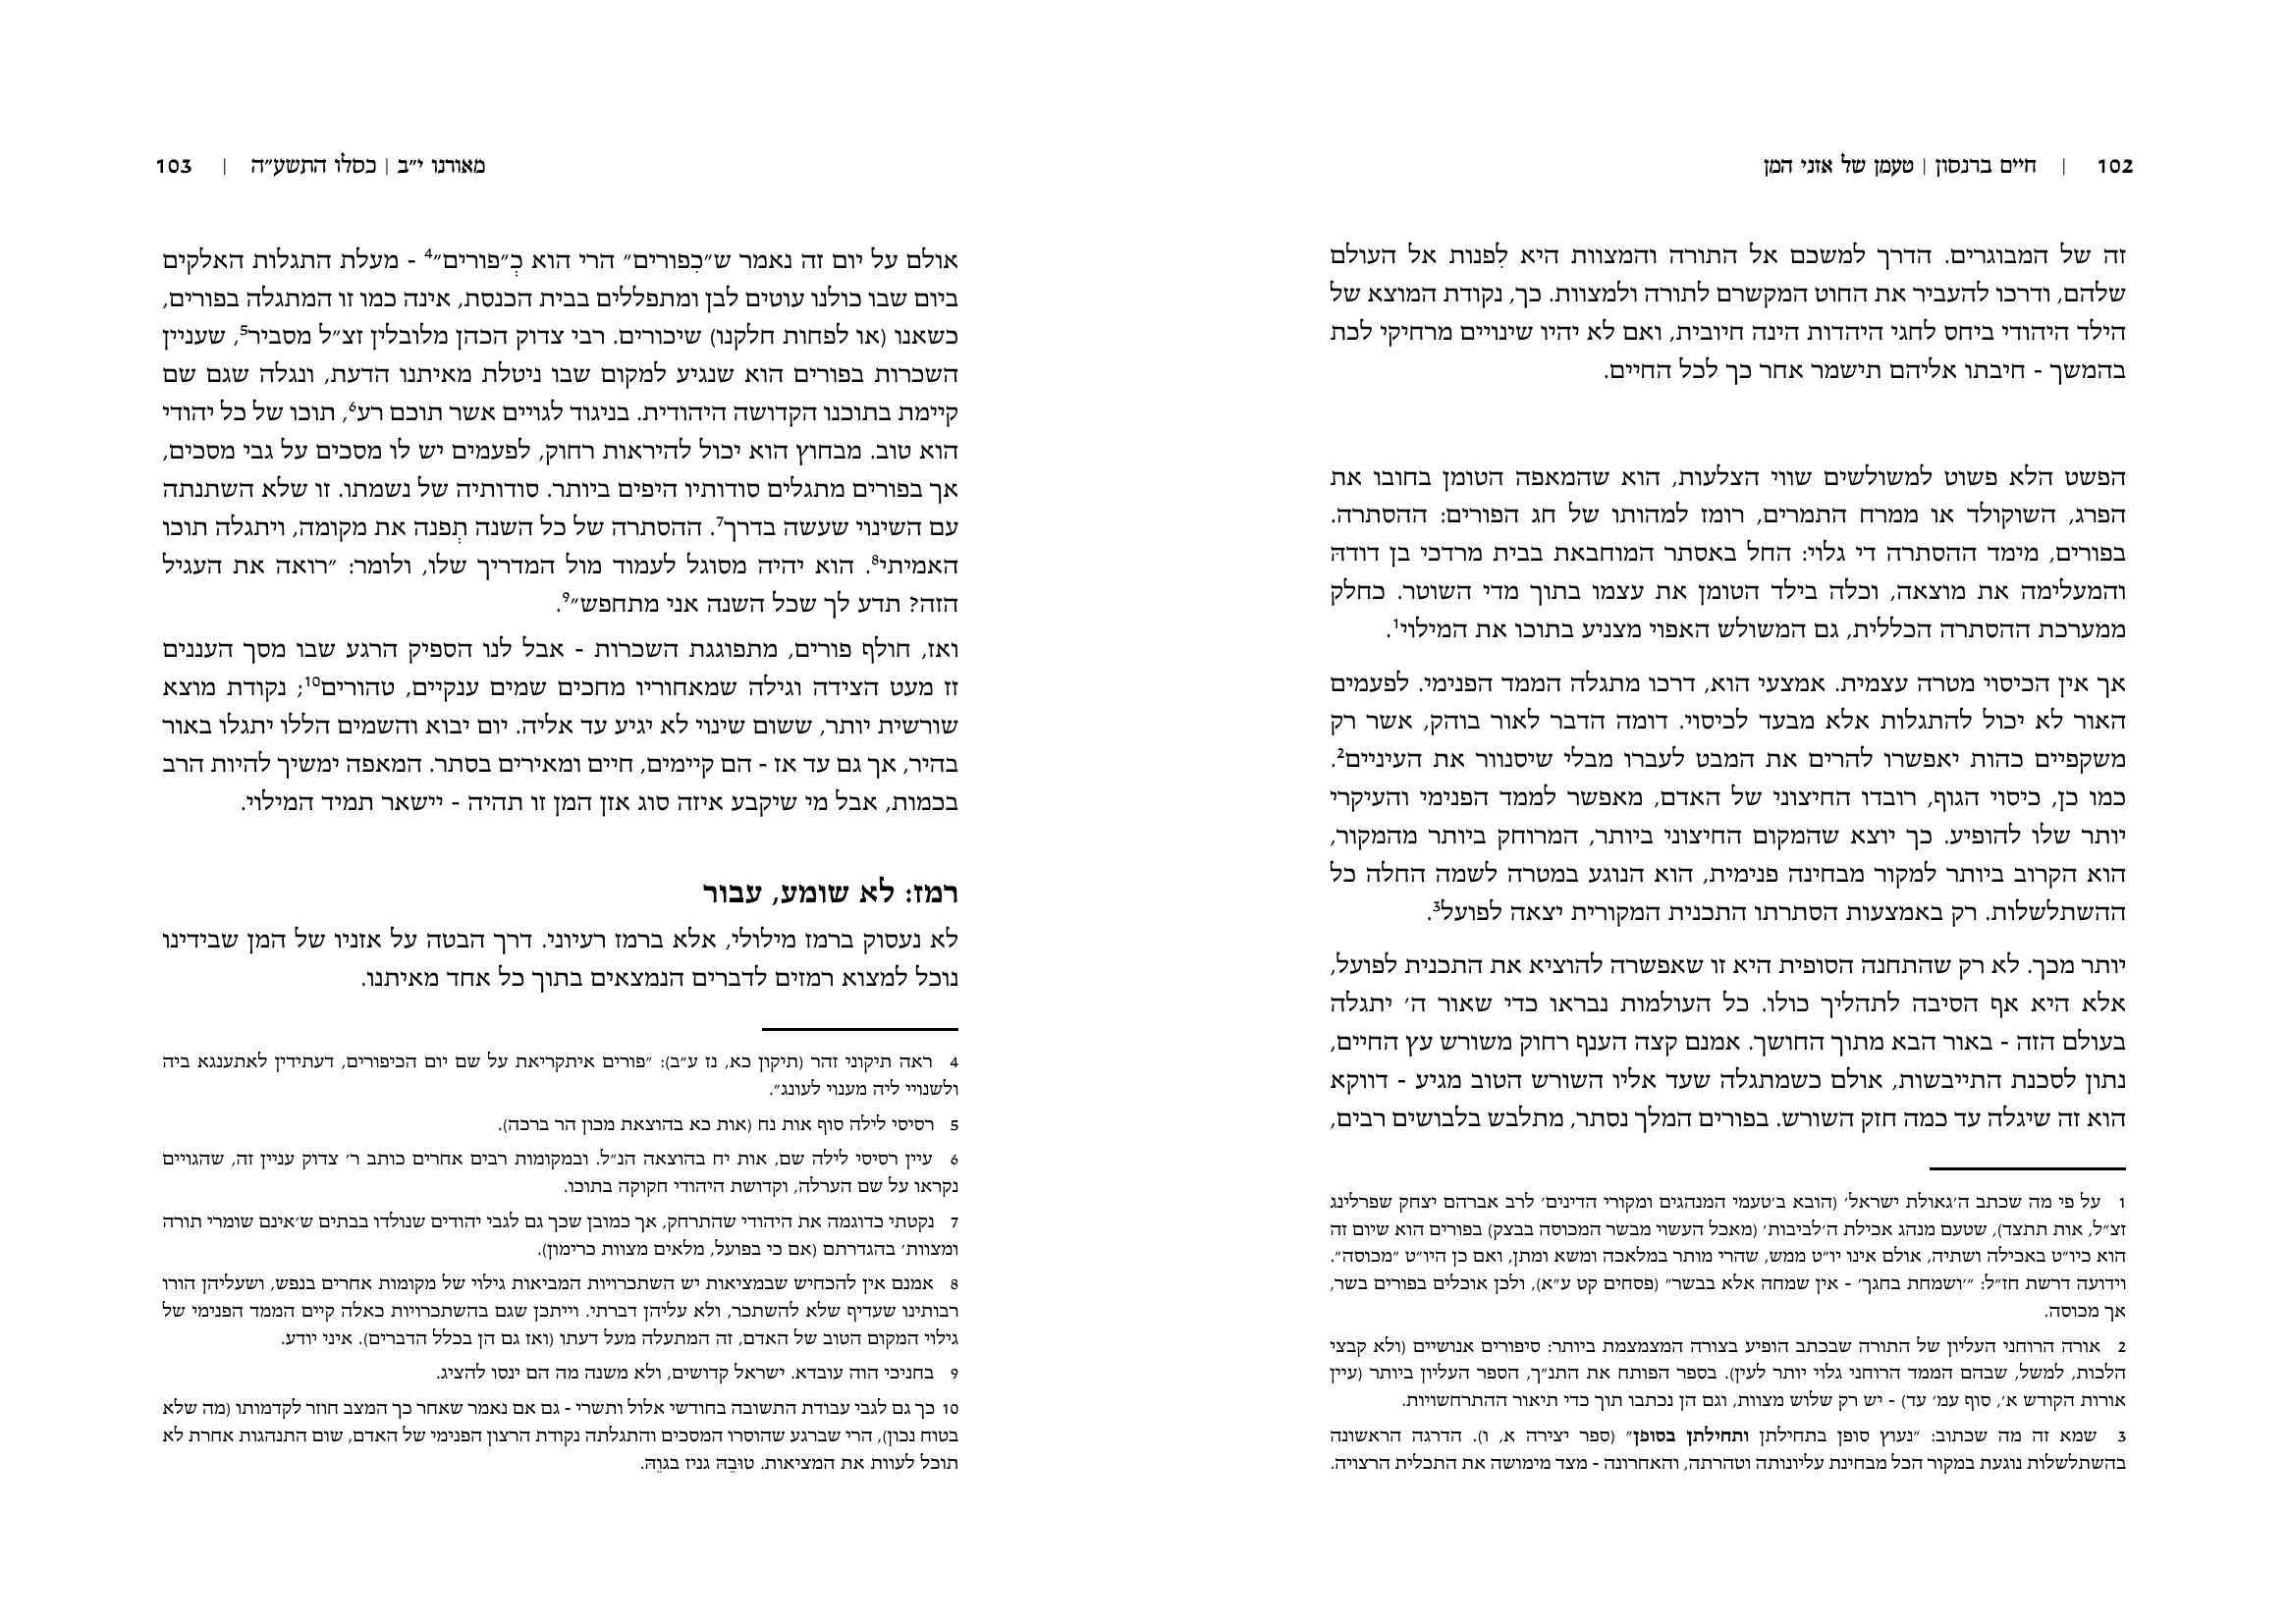 102 | חיים ברנסון | טעמן של אזני המן
זה של המבוגרים. הדרך למשכם אל התורה והמצוות היא לִפנות אל העולם
שלהם, ודרכו להעביר את החוט המקשרם לתורה ולמצוות. כך, נקודת המוצא של
הילד היהודי ביחס לחגי היהדות הינה חיובית, ואם לא יהיו שינויים מרחיקי לכת
בהמשך - חיבתו אליהם תישמר אחר כך לכל החיים.
הפשט הלא פשוט למשולשים שווי הצלעות, הוא שהמאפה הטומן בחובו את
הפרג, השוקולד או ממרח התמרים, רומז למהותו של חג הפורים: ההסתרה.
בפורים, מימד ההסתרה די גלוי: החל באסתר המוחבאת בבית מרדכי בן דודהּ
והמעלימה את מוצאה, וכלה בילד הטומן את עצמו בתוך מדי השוטר. כחלק
ממערכת ההסתרה הכללית, גם המשולש האפוי מצניע בתוכו את המילוי1.
אך אין הכיסוי מטרה עצמית. אמצעי הוא, דרכו מתגלה הממד הפנימי. לפעמים
האור לא יכול להתגלות אלא מבעד לכיסוי. דומה הדבר לאור בוהק, אשר רק
משקפיים כהות יאפשרו להרים את המבט לעברו מבלי שיסנוור את העיניים2.
כמו כן, כיסוי הגוף, רובדו החיצוני של האדם, מאפשר לממד הפנימי והעיקרי
יותר שלו להופיע. כך יוצא שהמקום החיצוני ביותר, המרוחק ביותר מהמקור,
הוא הקרוב ביותר למקור מבחינה פנימית, הוא הנוגע במטרה לשמה החלה כל
ההשתלשלות. רק באמצעות הסתרתו התכנית המקורית יצאה לפועל3.
יותר מכך. לא רק שהתחנה הסופית היא זו שאפשרה להוציא את התכנית לפועל,
אלא היא אף הסיבה לתהליך כולו. כל העולמות נבראו כדי שאור ה׳ יתגלה
בעולם הזה - באור הבא מתוך החושך. אמנם קצה הענף רחוק משורש עץ החיים,
נתון לסכנת התייבשות, אולם כשמתגלה שעד אליו השורש הטוב מגיע - דווקא
הוא זה שיגלה עד כמה חזק השורש. בפורים המלך נסתר, מתלבש בלבושים רבים,
1 על פי מה שכתב ה׳גאולת ישראל׳ (הובא ב׳טעמי המנהגים ומקורי הדינים׳ לרב אברהם יצחק שפרלינג
זצ״ל, אות תתצד), שטעם מנהג אכילת ה׳לביבות׳ (מאכל העשוי מבשר המכוסה בבצק) בפורים הוא שיום זה
הוא כיו״ט באכילה ושתיה, אולם אינו יו״ט ממש, שהרי מותר במלאכה ומשא ומתן, ואם כן היו״ט ״מכוסה״.
וידועה דרשת חז״ל: ״׳ושמחת בחגך׳ - אין שמחה אלא בבשר״ (פסחים קט ע״א), ולכן אוכלים בפורים בשר,
אך מכוסה.
2 אורה הרוחני העליון של התורה שבכתב הופיע בצורה המצמצמת ביותר: סיפורים אנושיים (ולא קבצי
הלכות, למשל, שבהם הממד הרוחני גלוי יותר לעין). בספר הפותח את התנ״ך, הספר העליון ביותר (עיין
אורות הקודש א׳, סוף עמ׳ עד) - יש רק שלוש מצוות, וגם הן נכתבו תוך כדי תיאור ההתרחשויות.
3 שמא זה מה שכתוב: ״נעוץ סופן בתחילתן ותחילתן בסופן״ (ספר יצירה א, ו). הדרגה הראשונה
בהשתלשלות נוגעת במקור הכל מבחינת עליונותה וטהרתה, והאחרונה - מצד מימושה את התכלית הרצויה.
מאורנו י״ב | כסלו התשע״ה | 103
אולם על יום זה נאמר ש״כִפורים״ הרי הוא כְ״פורים״4 - מעלת התגלות האלקים
ביום שבו כולנו עוטים לבן ומתפללים בבית הכנסת, אינה כמו זו המתגלה בפורים,
כשאנו (או לפחות חלקנו) שיכורים. רבי צדוק הכהן מלובלין זצ״ל מסביר5, שעניין
השכרות בפורים הוא שנגיע למקום שבו ניטלת מאיתנו הדעת, ונגלה שגם שם
קיימת בתוכנו הקדושה היהודית. בניגוד לגויים אשר תוכם רע6, תוכו של כל יהודי
הוא טוב. מבחוץ הוא יכול להיראות רחוק, לפעמים יש לו מסכים על גבי מסכים,
אך בפורים מתגלים סודותיו היפים ביותר. סודותיה של נשמתו. זו שלא השתנתה
עם השינוי שעשה בדרך7. ההסתרה של כל השנה תְפנה את מקומה, ויתגלה תוכו
האמיתי8. הוא יהיה מסוגל לעמוד מול המדריך שלו, ולומר: ״רואה את העגיל
הזה? תדע לך שכל השנה אני מתחפש״9.
ואז, חולף פורים, מתפוגגת השכרות - אבל לנו הספיק הרגע שבו מסך העננים
זז מעט הצידה וגילה שמאחוריו מחכים שמים ענקיים, טהורים10; נקודת מוצא
שורשית יותר, ששום שינוי לא יגיע עד אליה. יום יבוא והשמים הללו יתגלו באור
בהיר, אך גם עד אז - הם קיימים, חיים ומאירים בסתר. המאפה ימשיך להיות הרב
בכמות, אבל מי שיקבע איזה סוג אזן המן זו תהיה - יישאר תמיד המילוי.
רמז: לא שומע, עבור
לא נעסוק ברמז מילולי, אלא ברמז רעיוני. דרך הבטה על אזניו של המן שבידינו
נוכל למצוא רמזים לדברים הנמצאים בתוך כל אחד מאיתנו.
4 ראה תיקוני זהר (תיקון כא, נז ע״ב): ״פורים איתקריאת על שם יום הכיפורים, דעתידין לאתענגא ביה
ולשנויי ליה מענוי לעונג״.
5 רסיסי לילה סוף אות נח (אות כא בהוצאת מכון הר ברכה).
6 עיין רסיסי לילה שם, אות יח בהוצאה הנ״ל. ובמקומות רבים אחרים כותב ר׳ צדוק עניין זה, שהגויים
נקראו על שם הערלה, וקדושת היהודי חקוקה בתוכו.
7 נקטתי כדוגמה את היהודי שהתרחק, אך כמובן שכך גם לגבי יהודים שנולדו בבתים ש׳אינם שומרי תורה
ומצוות׳ בהגדרתם (אם כי בפועל, מלאים מצוות כרימון).
8 אמנם אין להכחיש שבמציאות יש השתכרויות המביאות גילוי של מקומות אחרים בנפש, ושעליהן הורו
רבותינו שעדיף שלא להשתכר, ולא עליהן דברתי. וייתכן שגם בהשתכרויות כאלה קיים הממד הפנימי של
גילוי המקום הטוב של האדם, זה המתעלה מעל דעתו (ואז גם הן בכלל הדברים). איני יודע.
9 בחניכי הוה עובדא. ישראל קדושים, ולא משנה מה הם ינסו להציג.
10 כך גם לגבי עבודת התשובה בחודשי אלול ותשרי - גם אם נאמר שאחר כך המצב חוזר לקדמותו (מה שלא
בטוח נכון), הרי שברגע שהוסרו המסכים והתגלתה נקודת הרצון הפנימי של האדם, שום התנהגות אחרת לא
תוכל לעוות את המציאות. טוּבֵהּ גניז בגוֵהּ.